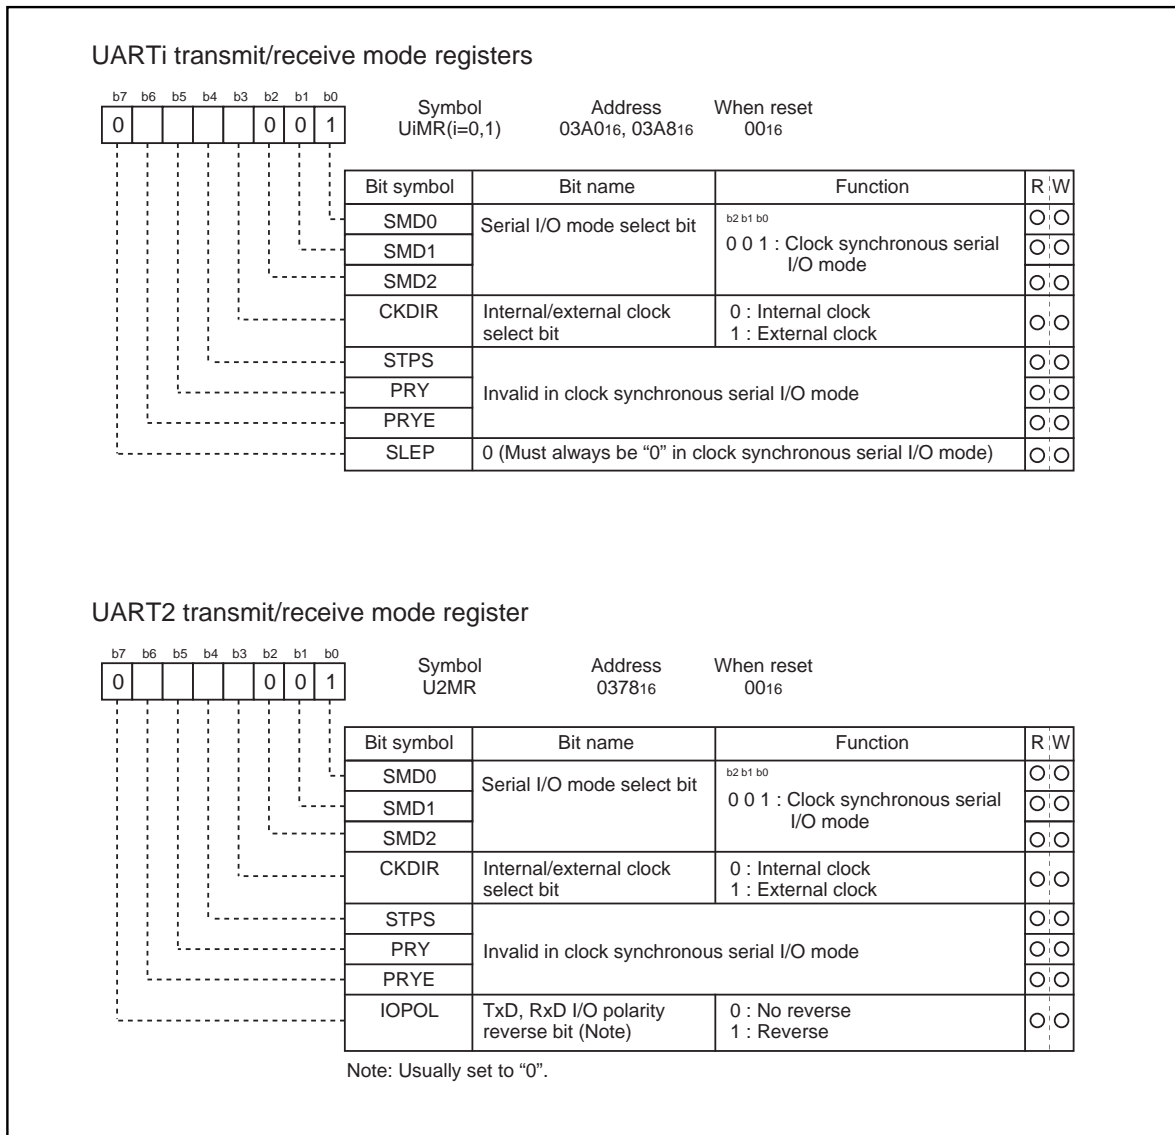 UARTi transmit/receive mode registers
b7 b6 b5 b4 b3 b2 b1 b0
0 0 0 1
Symbol Address When reset
UiMR(i=0,1) 03A016, 03A816 0016
Bit symbol Bit name Function R W
SMD0 Serial I/O mode select bit b2 b1 b0
SMD1 0 0 1 : Clock synchronous serial
SMD2 I/O mode
CKDIR Internal/external clock 0 : Internal clock
select bit 1 : External clock
STPS
PRY Invalid in clock synchronous serial I/O mode
PRYE
SLEP 0 (Must always be “0” in clock synchronous serial I/O mode)
UART2 transmit/receive mode register
b7 b6 b5 b4 b3 b2 b1 b0
0 0 0 1
Symbol Address When reset
U2MR 037816 0016
Bit symbol Bit name Function R W
SMD0 Serial I/O mode select bit b2 b1 b0
SMD1 0 0 1 : Clock synchronous serial
SMD2 I/O mode
CKDIR Internal/external clock 0 : Internal clock
select bit 1 : External clock
STPS
PRY Invalid in clock synchronous serial I/O mode
PRYE
IOPOL TxD, RxD I/O polarity 0 : No reverse
reverse bit (Note) 1 : Reverse
Note: Usually set to “0”.